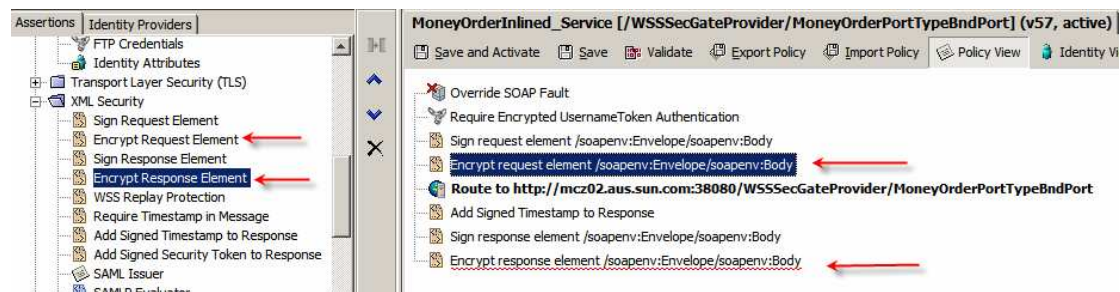 Assertions
Identity Providers
FTP Credentials
Identity Attributes
Transport Layer Security (TLS)
XML Security
Sign Request Element
Encrypt Request Element
Sign Response Element
Encrypt Response Element
WSS Replay Protection
Require Timestamp in Message
Add Signed Timestamp to Response
Add Signed Security Token to Response
SAML Issuer
MoneyOrderInlined_Service [/WSSSecGateProvider/MoneyOrderPortTypeBndPort] (v57, active)
Save and Activate Save Validate Export Policy Import Policy Policy View Identity Vi
Override SOAP Fault
Require Encrypted UsernameToken Authentication
Sign request element /soapenv:Envelope/soapenv:Body
Encrypt request element /soapenv:Envelope/soapenv:Body
Route to http://mcz02.aus.sun.com:38080/WSSSecGateProvider/MoneyOrderPortTypeBndPort
Add Signed Timestamp to Response
Sign response element /soapenv:Envelope/soapenv:Body
Encrypt response element /soapenv:Envelope/soapenv:Body